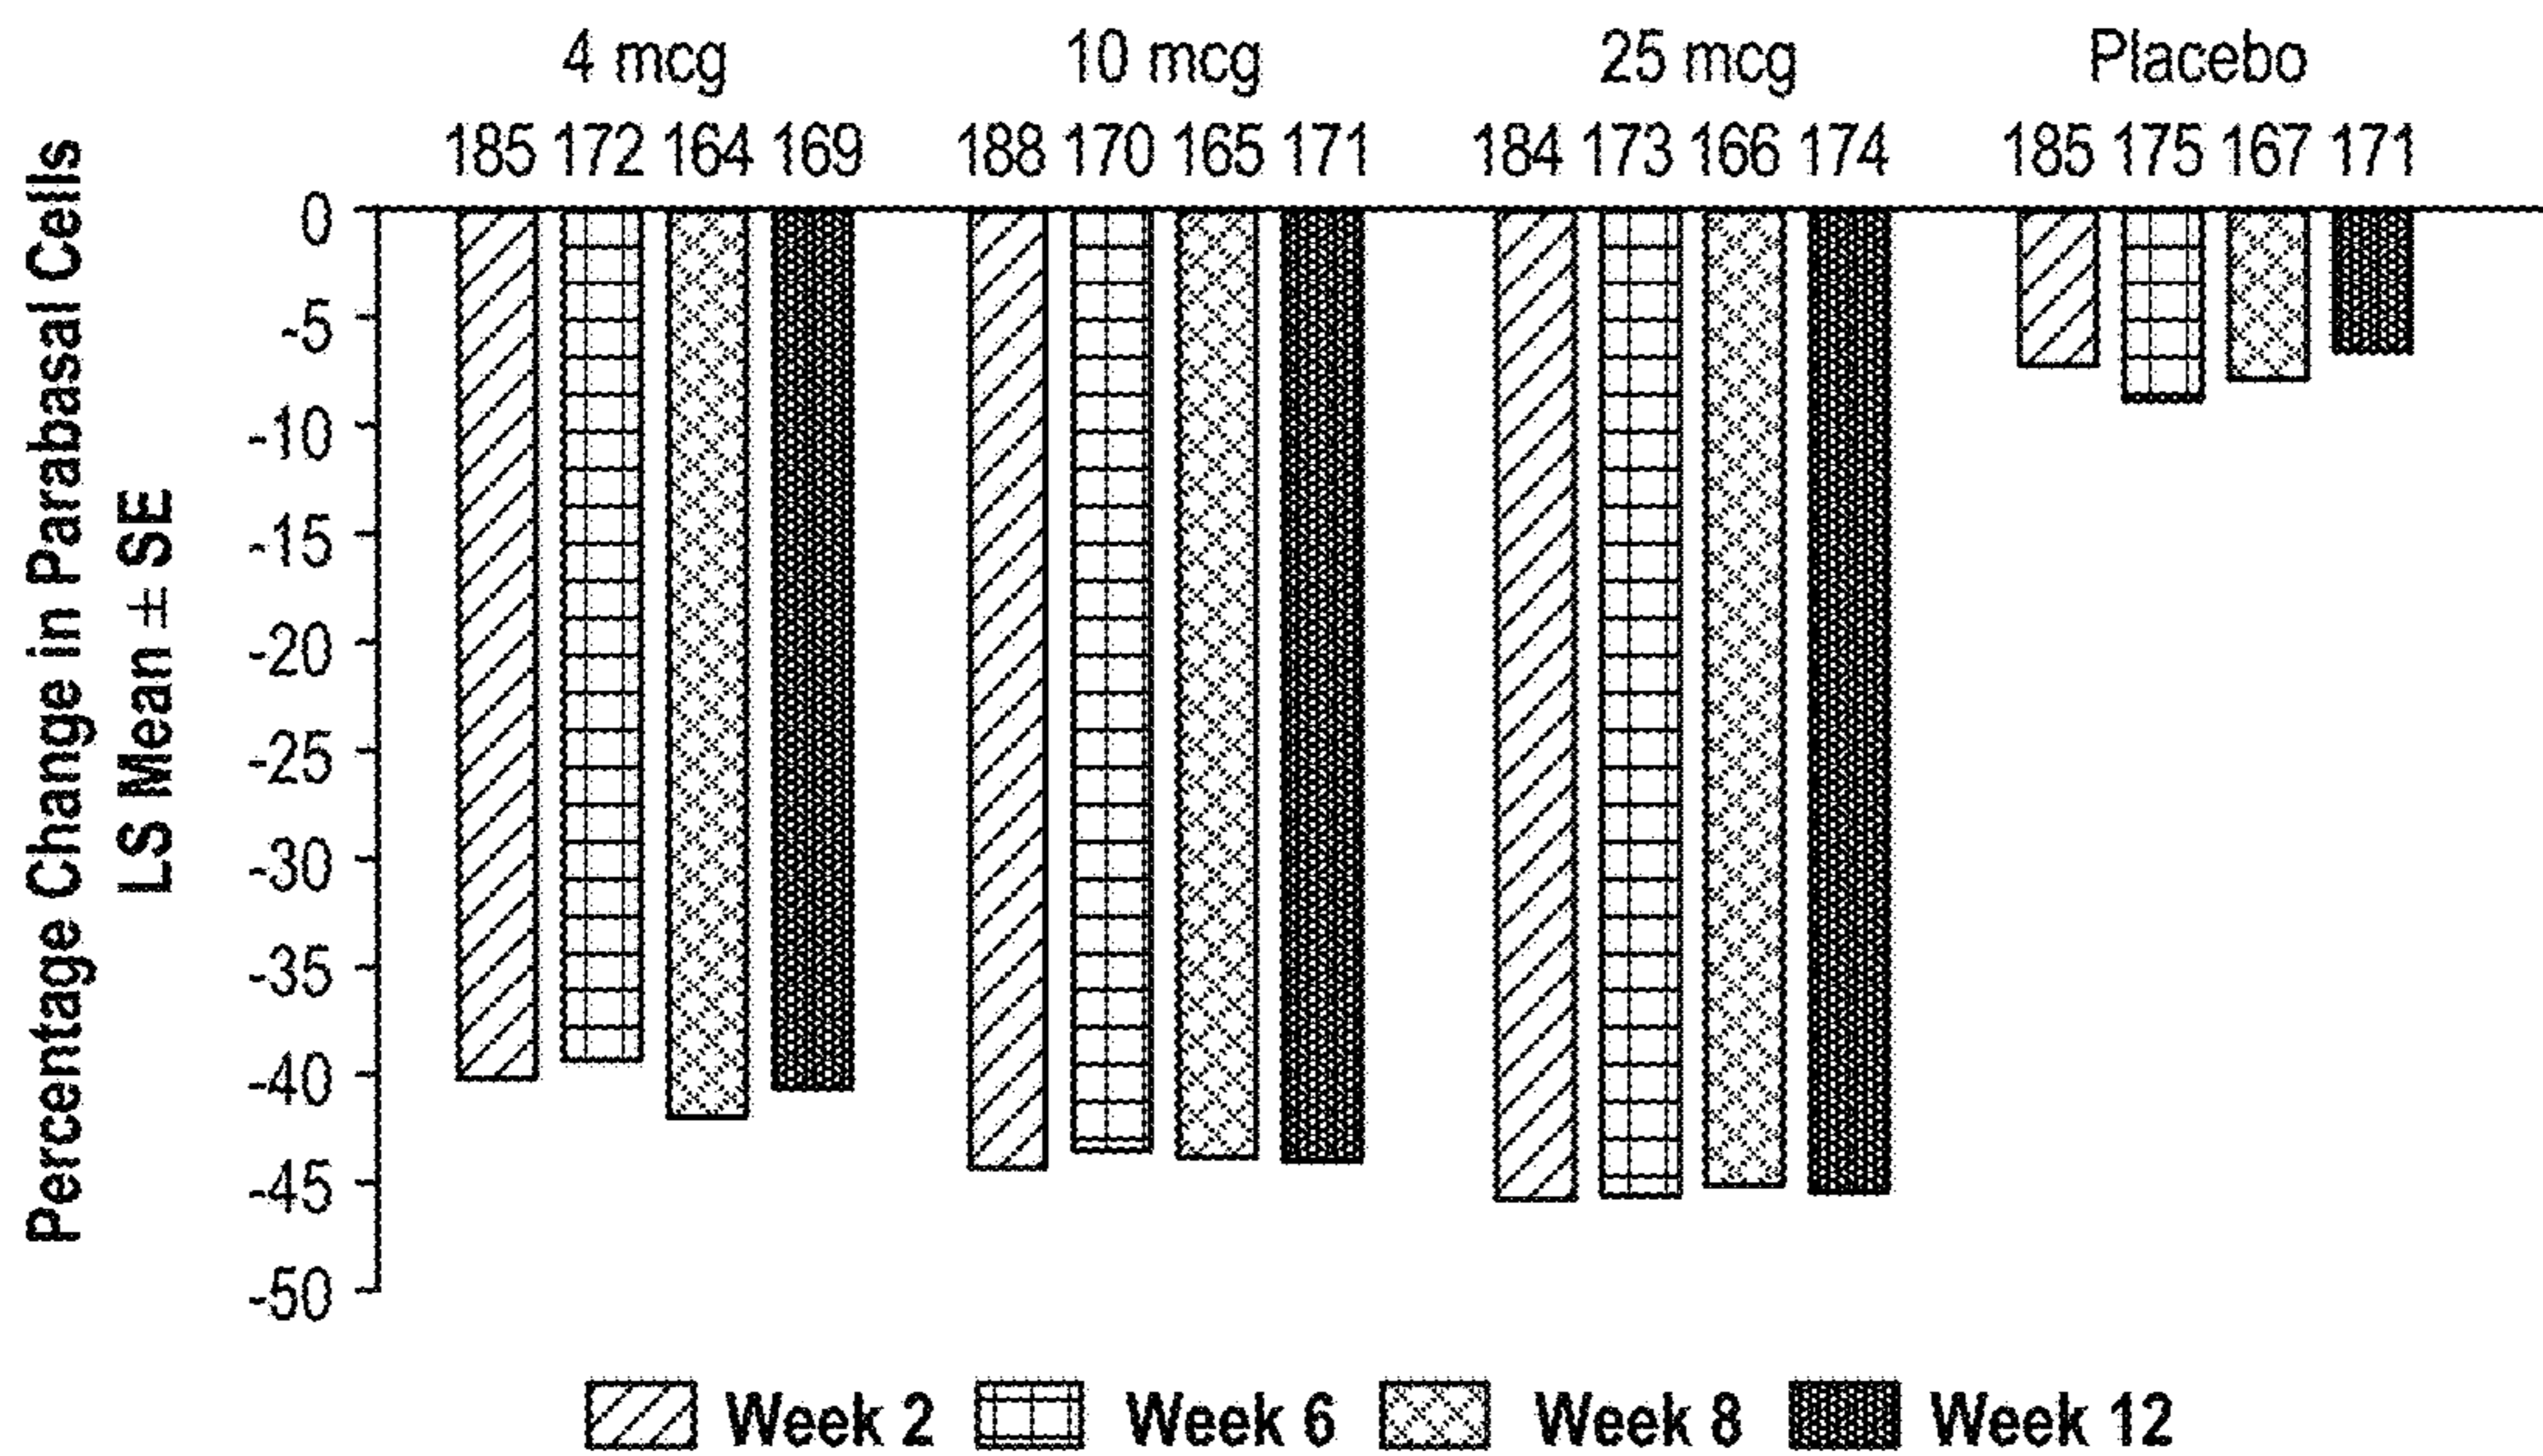 4 mcg 10 mcg 25 mcg Placebo
185 172 164 169 188 170 165 171 184 173 166 174 185 175 167 171
Percentage Change in Parabasal Cells
LS Mean ± SE
0
-5
-10
-15
-20
-25
-30
-35
-40
-45
-50
Week 2 Week 6 Week 8 Week 12